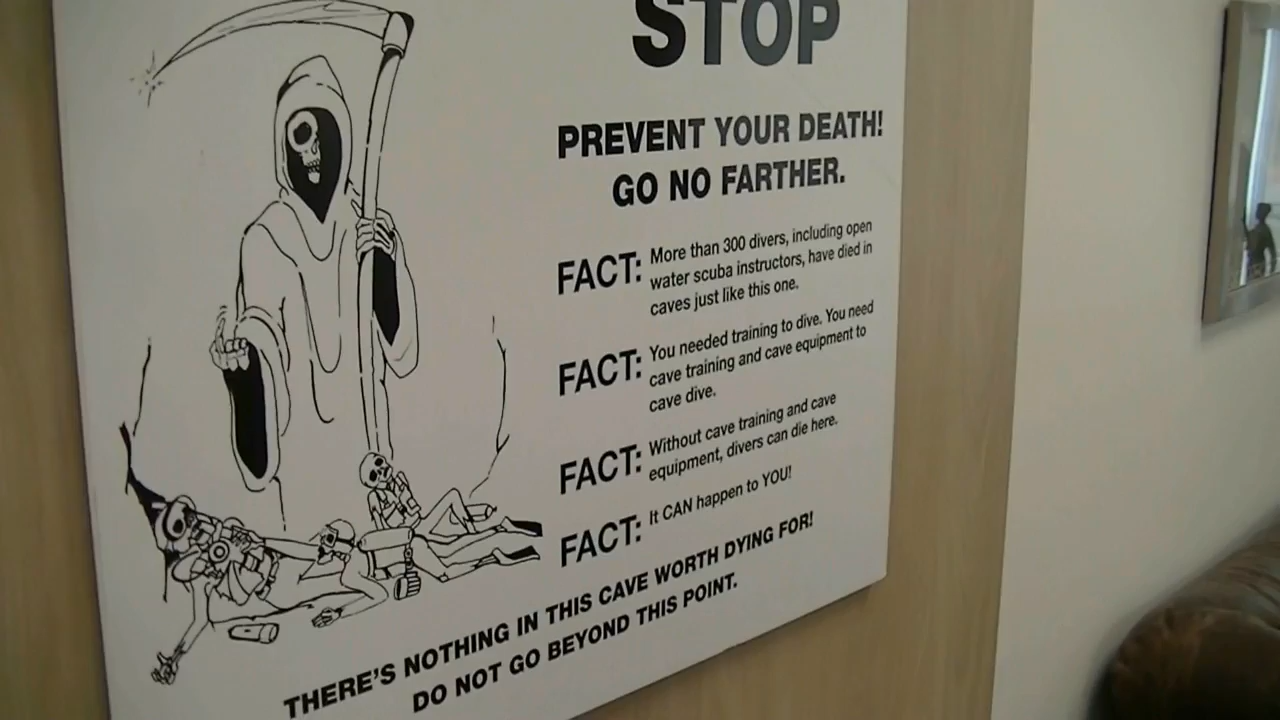 STOP
PREVENT YOUR DEATH!
GO NO FARTHER.
FACT: More than 300 divers, including open
water scuba instructors, have died in
caves just like this one.
FACT: You needed training to dive. You need
cave training and cave equipment to
cave dive.
FACT: Without cave training and cave
equipment, divers can die here.
FACT: It CAN happen to YOU!
THERE'S NOTHING IN THIS CAVE WORTH DYING FOR!
DO NOT GO BEYOND THIS POINT.